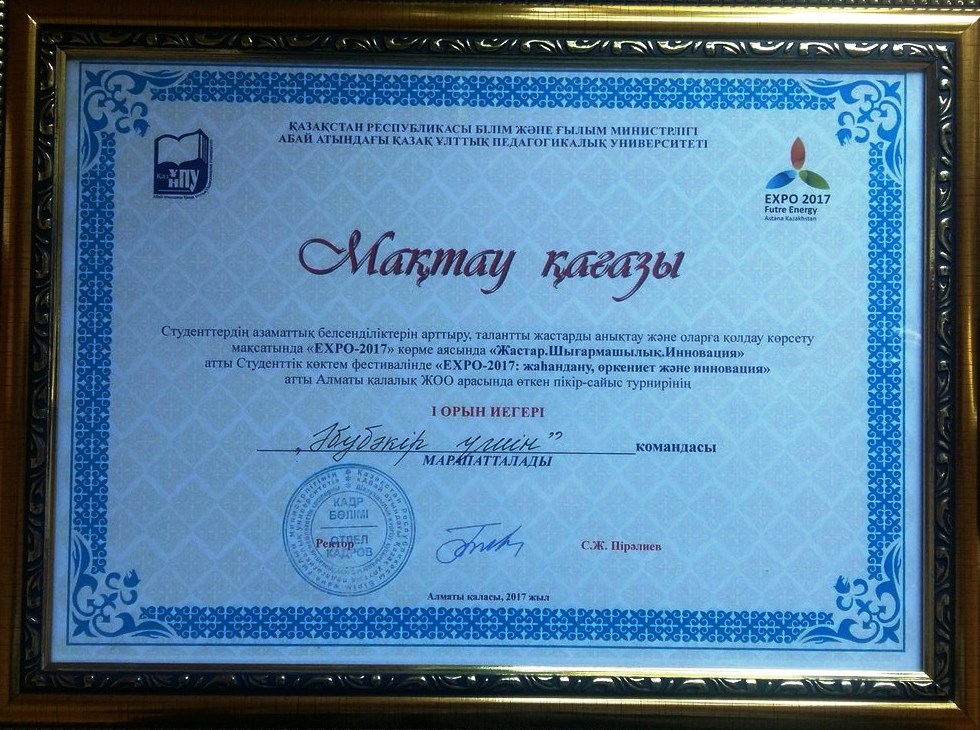 ҚАЗАҚСТАН РЕСПУБЛИКАСЫ БІЛІМ ЖӘНЕ ҒЫЛЫМ МИНИСТРЛІГІ
АБАЙ АТЫНДАҒЫ ҚАЗАҚ ҰЛТТЫҚ ПЕДАГОГИКАЛЫҚ УНИВЕРСИТЕТІ
ҚазҰПУ
EXPO 2017
Futre Energy
Astana Kazakhstan
Мақтау қағазы
Студенттердің азаматтық белсенділіктерін арттыру, талантты жастарды анықтау және оларға қолдау көрсету
мақсатында «EXPO-2017» көрме аясында «Жастар.Шығармашылық.Инновация»
атты Студенттік көктем фестивалінде «EXPO-2017: жаһандану, өркениет және инновация»
атты Алматы қалалық ЖОО арасында өткен пікір-сайыс турнирінің
І ОРЫН ИЕГЕРІ
„Әбубәкір үшін” командасы
МАРАПАТТАЛАДЫ
КАДР
БӨЛІМІ
ОТДЕЛ
КАДРОВ
Ректор С.Ж. Пірәлиев
Алматы қаласы, 2017 жыл